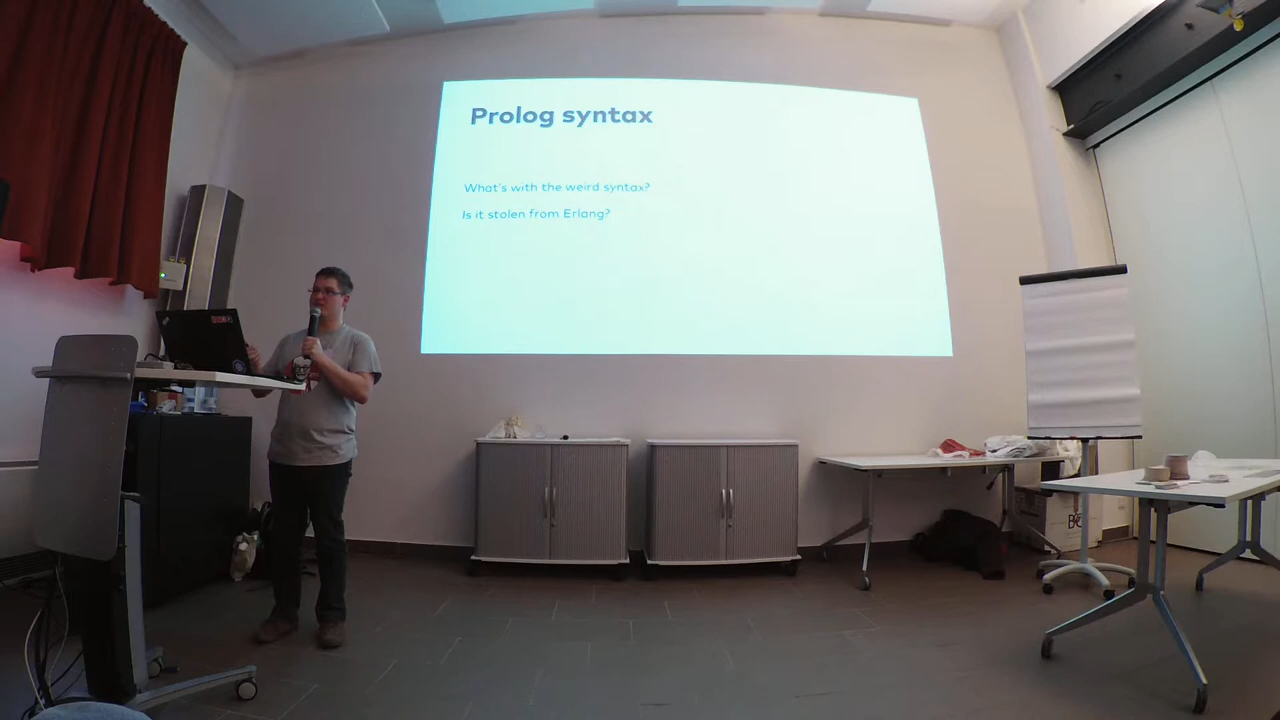 Prolog syntax
What's with the weird syntax?
Is it stolen from Erlang?